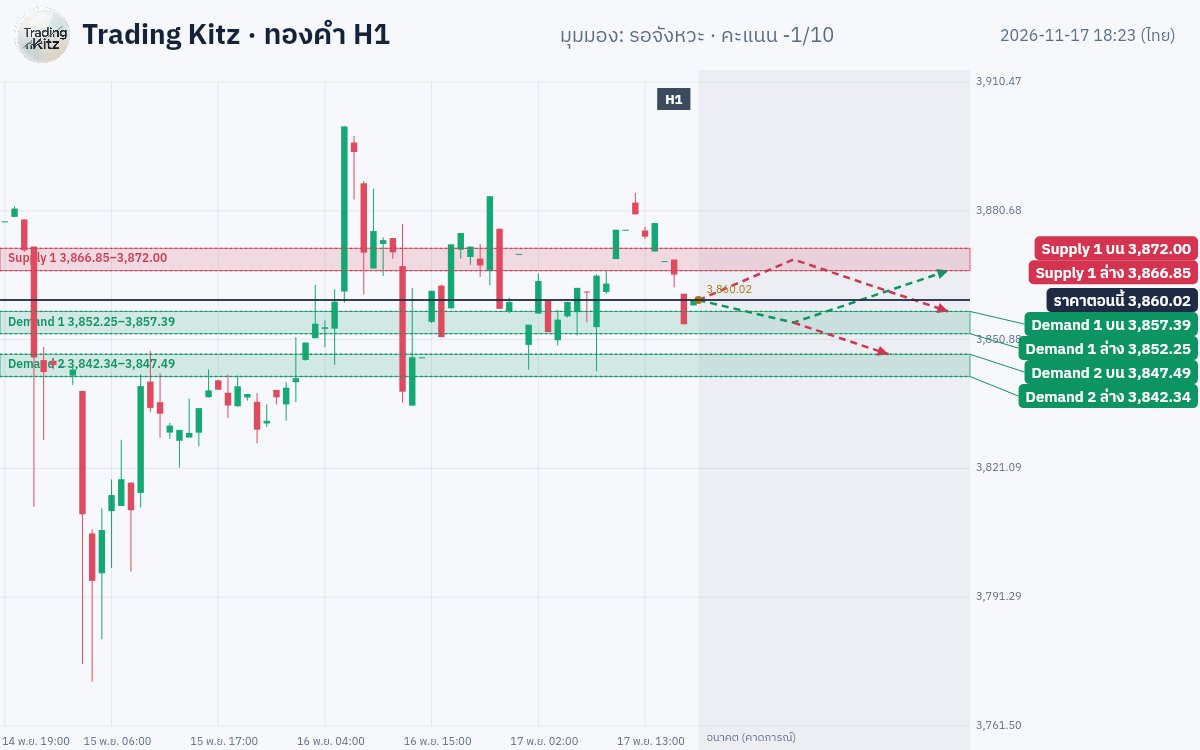 Trading Kitz
Trading Kitz · ทองคำ H1
มุมมอง: รอจังหวะ · คะแนน -1/10
2026-11-17 18:23 (ไทย)
H1
3,910.47
3,880.68
3,850.88
3,821.09
3,791.29
3,761.50
Supply 1 3,866.85–3,872.00
3,860.02
Demand 1 3,852.25–3,857.39
Demand 2 3,842.34–3,847.49
Supply 1 บน 3,872.00
Supply 1 ล่าง 3,866.85
ราคาตอนนี้ 3,860.02
Demand 1 บน 3,857.39
Demand 1 ล่าง 3,852.25
Demand 2 บน 3,847.49
Demand 2 ล่าง 3,842.34
14 พ.ย. 19:00
15 พ.ย. 06:00
15 พ.ย. 17:00
16 พ.ย. 04:00
16 พ.ย. 15:00
17 พ.ย. 02:00
17 พ.ย. 13:00
อนาคต (คาดการณ์)